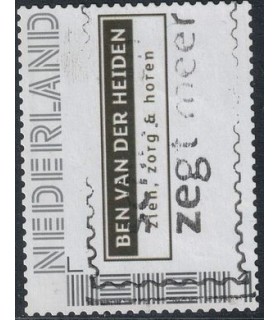 NEDERLAND
BEN VAN DER HEIDEN
zien, zorg & horen
zegt meer